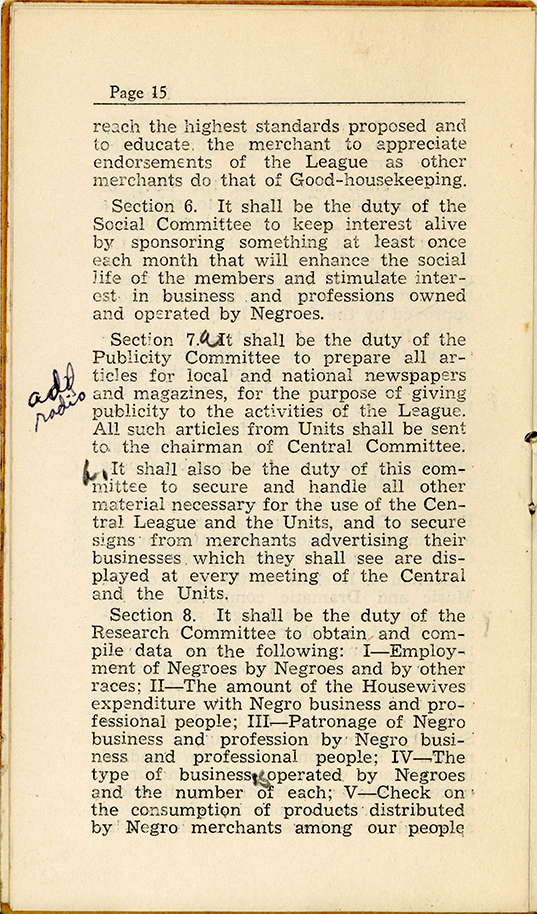 Page 15
reach the highest standards proposed and
to educate, the merchant to appreciate
endorsements of the League as other
merchants do that of Good-housekeeping.
Section 6. It shall be the duty of the
Social Committee to keep interest alive
by sponsoring something at least once
each month that will enhance the social
life of the members and stimulate inter-
est in business and professions owned
and operated by Negroes.
Section 7. a It shall be the duty of the
Publicity Committee to prepare all ar-
ticles for local and national newspapers
add
radio
and magazines, for the purpose of giving
publicity to the activities of the League.
All such articles from Units shall be sent
to the chairman of Central Committee.
b. It shall also be the duty of this com-
mittee to secure and handle all other
material necessary for the use of the Cen-
tral League and the Units, and to secure
signs from merchants advertising their
businesses which they shall see are dis-
played at every meeting of the Central
and the Units.
Section 8. It shall be the duty of the
Research Committee to obtain and com-
pile data on the following: I—Employ-
ment of Negroes by Negroes and by other
races; II—The amount of the Housewives
expenditure with Negro business and pro-
fessional people; III—Patronage of Negro
business and profession by Negro busi-
ness and professional people; IV—The
type of business operated by Negroes
and the number of each; V—Check on
the consumption of products distributed
by Negro merchants among our people